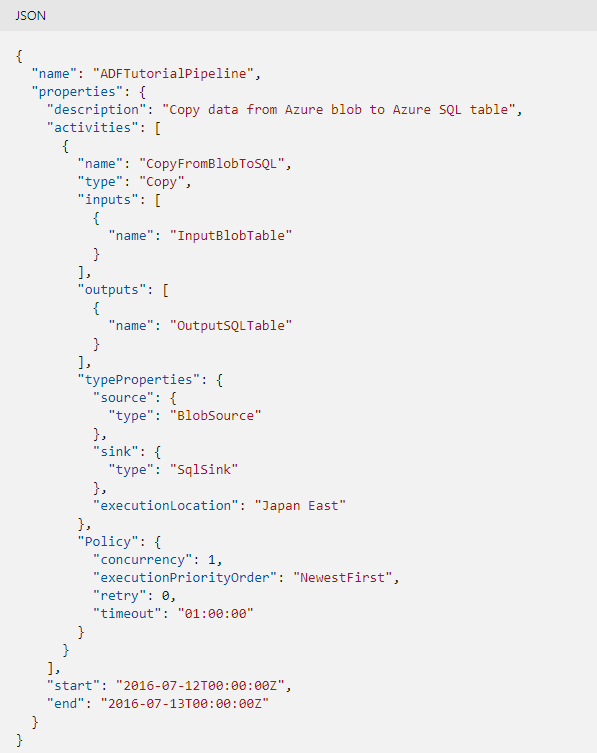 JSON
{
  "name": "ADFTutorialPipeline",
  "properties": {
    "description": "Copy data from Azure blob to Azure SQL table",
    "activities": [
      {
        "name": "CopyFromBlobToSQL",
        "type": "Copy",
        "inputs": [
          {
            "name": "InputBlobTable"
          }
        ],
        "outputs": [
          {
            "name": "OutputSQLTable"
          }
        ],
        "typeProperties": {
          "source": {
            "type": "BlobSource"
          },
          "sink": {
            "type": "SqlSink"
          },
          "executionLocation": "Japan East"
        },
        "Policy": {
          "concurrency": 1,
          "executionPriorityOrder": "NewestFirst",
          "retry": 0,
          "timeout": "01:00:00"
        }
      }
    ],
    "start": "2016-07-12T00:00:00Z",
    "end": "2016-07-13T00:00:00Z"
  }
}